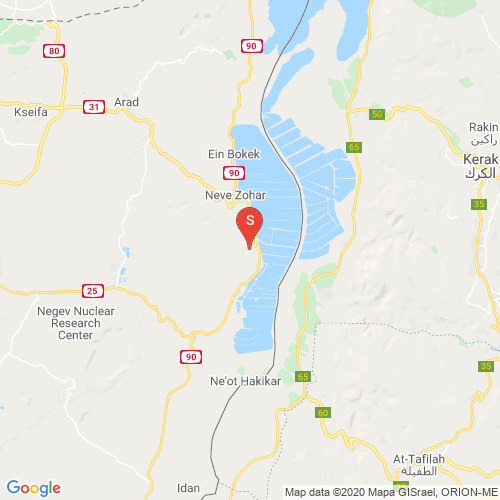 90
80
Kseifa
31
Arad
50
Rakin
راكين
65
Ein Bokek
90
Kerak
الكرك
Neve Zohar
35
S
25
Negev Nuclear
Research
Center
90
Ne'ot Hakikar
65
35
60
At-Tafilah
الطفيلة
Idan
Google
Map data ©2020 Mapa GISrael, ORION-ME